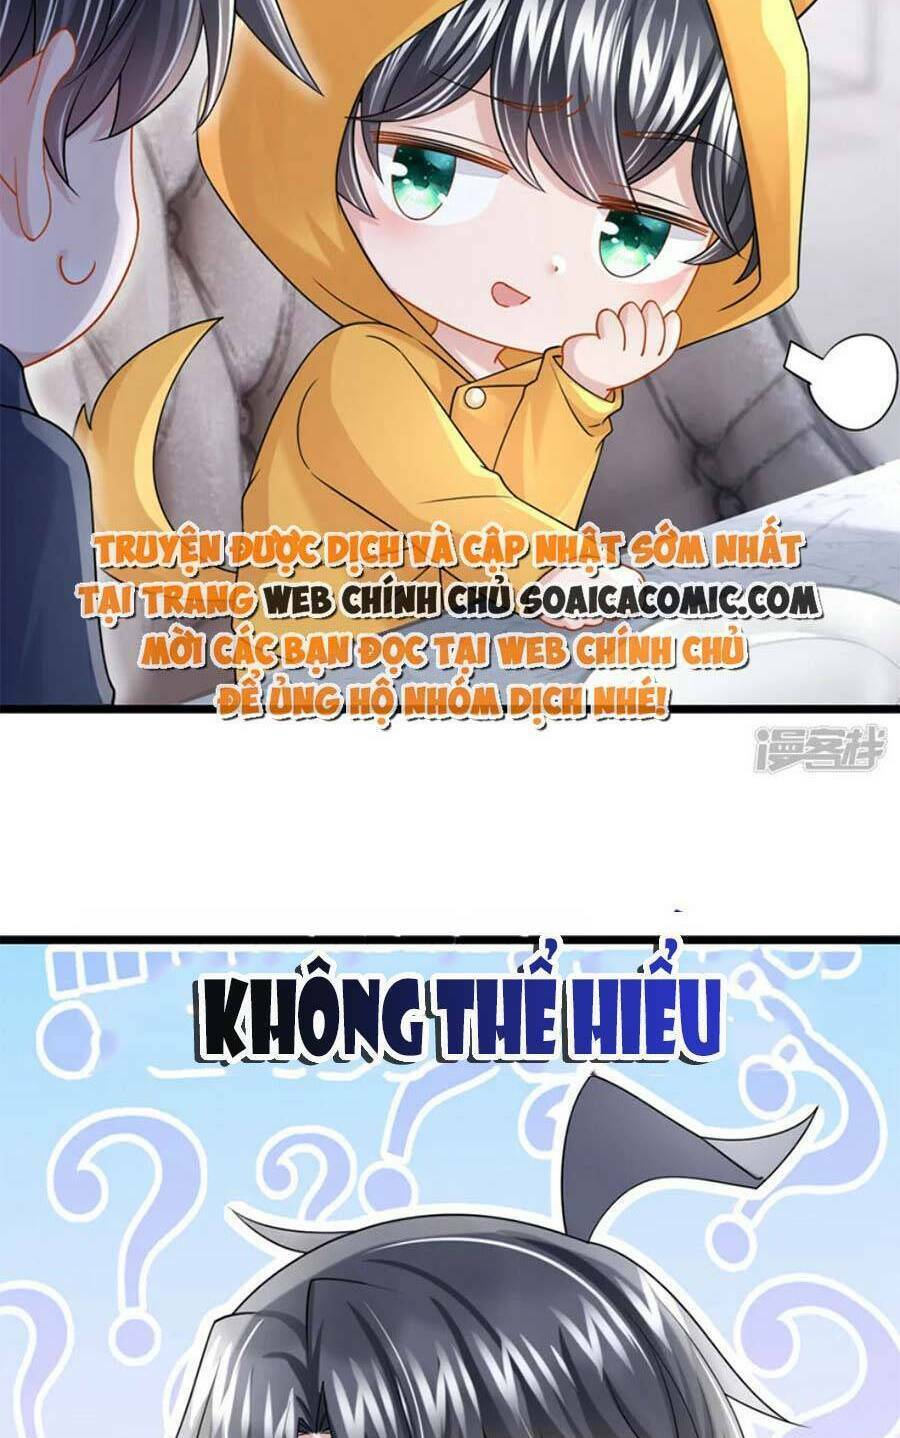 TRUYỆN ĐƯỢC DỊCH VÀ CẬP NHẬT SỚM NHẤT
TẠI TRANG WEB CHÍNH CHỦ SOAICACOMIC.COM
MỜI CÁC BẠN ĐỌC TẠI WEB CHÍNH CHỦ
ĐỂ ỦNG HỘ NHÓM DỊCH NHÉ!
漫客栈
KHÔNG THỂ HIỂU